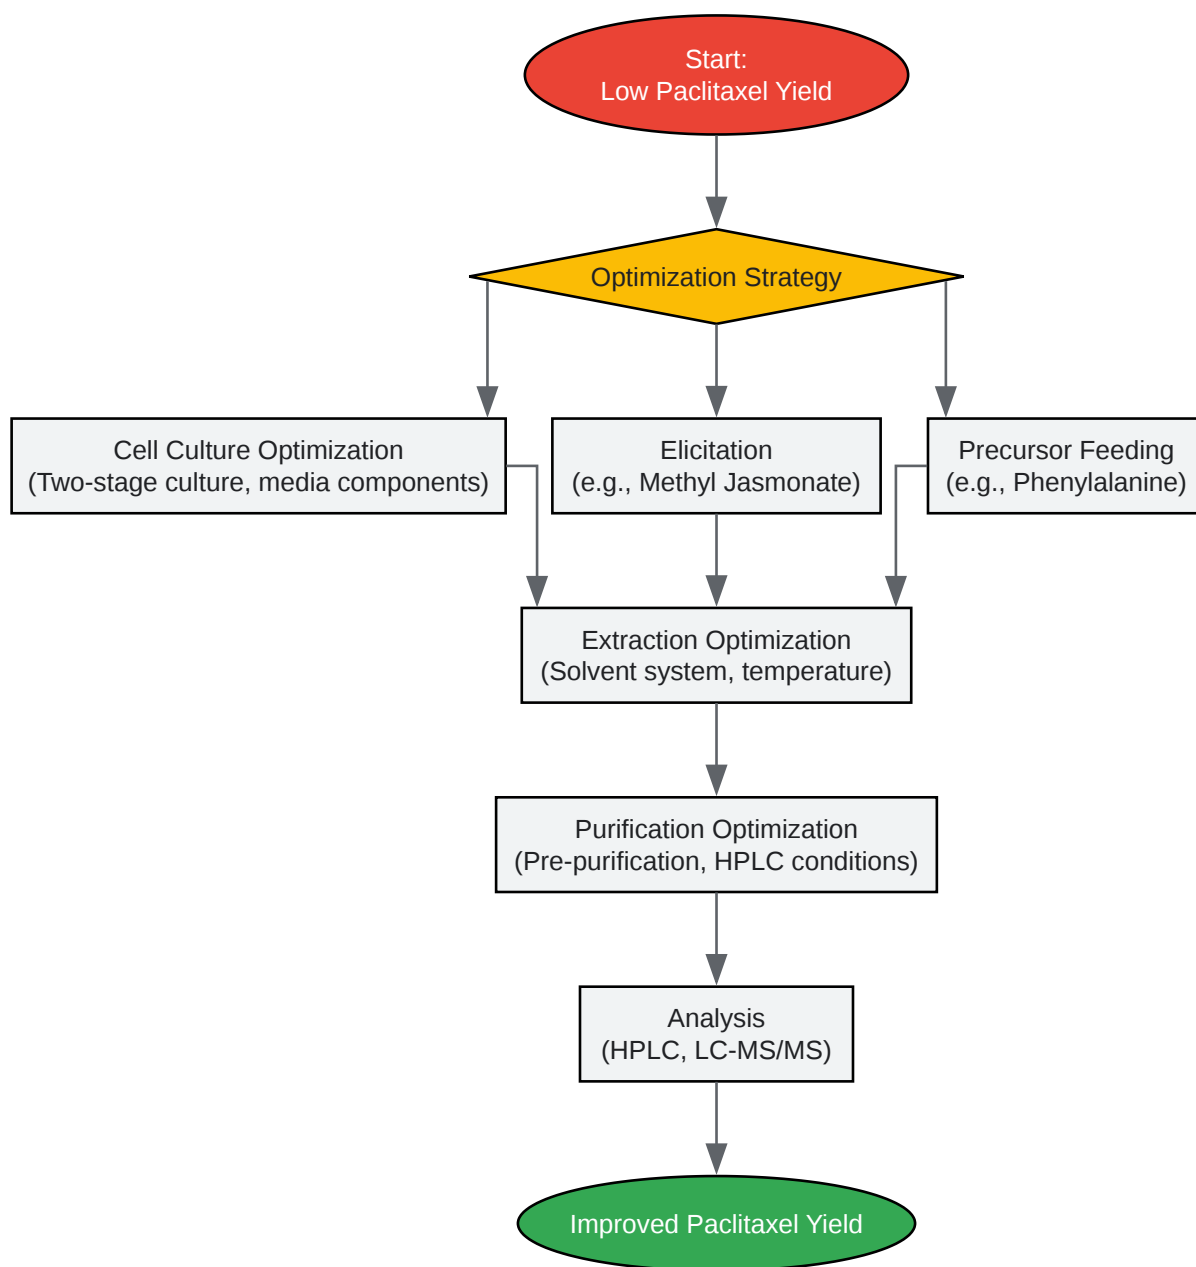 Start:
Low Paclitaxel Yield
Optimization Strategy
Cell Culture Optimization
(Two-stage culture, media components)
Elicitation
(e.g., Methyl Jasmonate)
Precursor Feeding
(e.g., Phenylalanine)
Extraction Optimization
(Solvent system, temperature)
Purification Optimization
(Pre-purification, HPLC conditions)
Analysis
(HPLC, LC-MS/MS)
Improved Paclitaxel Yield